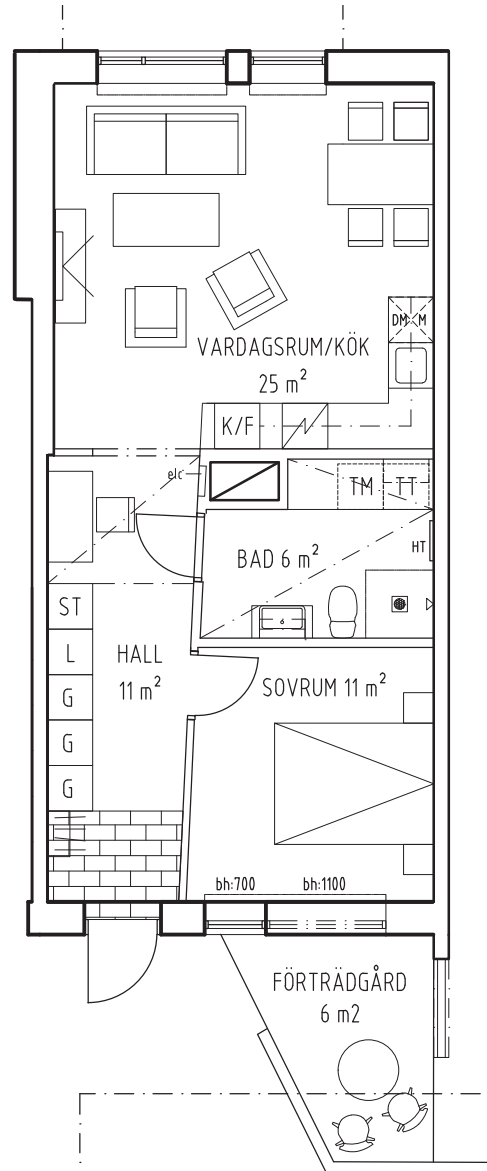 DM M
VARDAGSRUM/KÖK
25 m²
K/F
elc
TM TT
HT
BAD 6 m²
ST
L
HALL
11 m²
G
SOVRUM 11 m²
G
G
bh:700 bh:1100
FÖRTRÄDGÅRD
6 m2